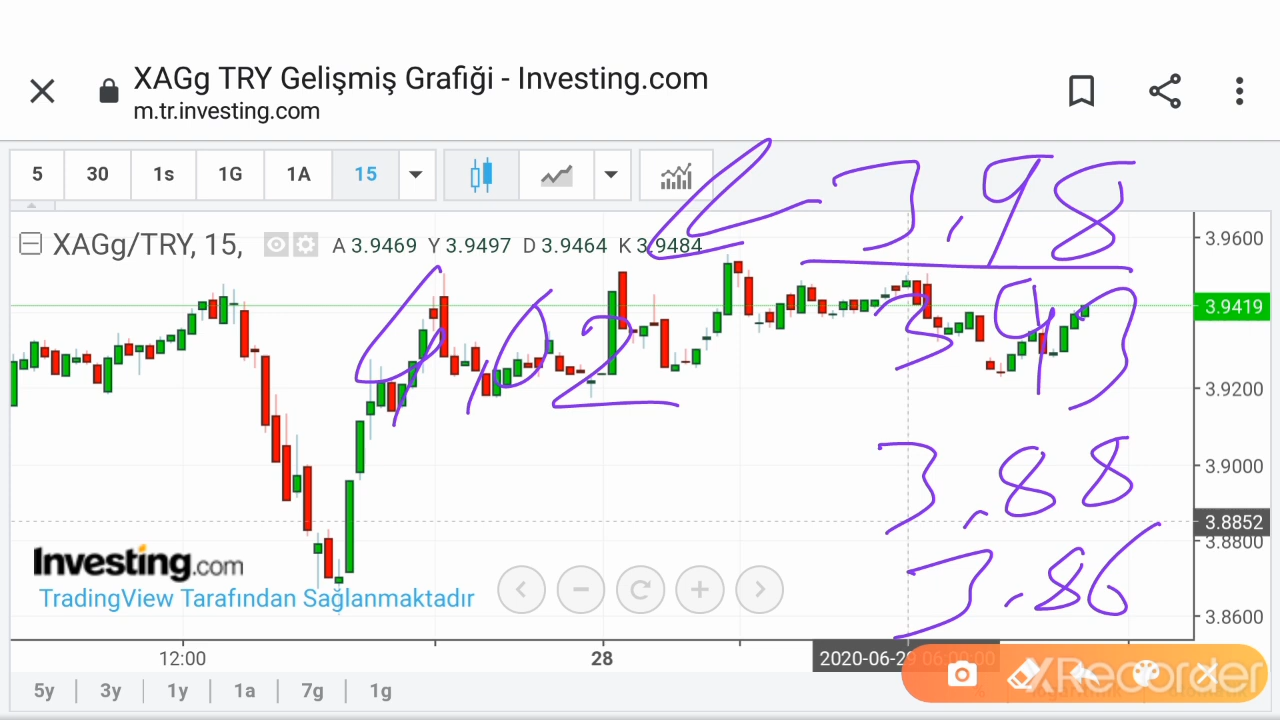 XAGg TRY Gelişmiş Grafiği - Investing.com
m.tr.investing.com
5 30 1s 1G 1A 15
XAGg/TRY, 15, A 3.9469 Y 3.9497 D 3.9464 K 3.9484
3,98
3.9600
3.9419
4,02
3,93
3.9200
3.9000
3,88
3.8852
3.8800
3.86
3.8600
Investing.com
TradingView Tarafından Sağlanmaktadır
12:00 28 2020-06-29 06:00:00
5y 3y 1y 1a 7g 1g
XRecorder